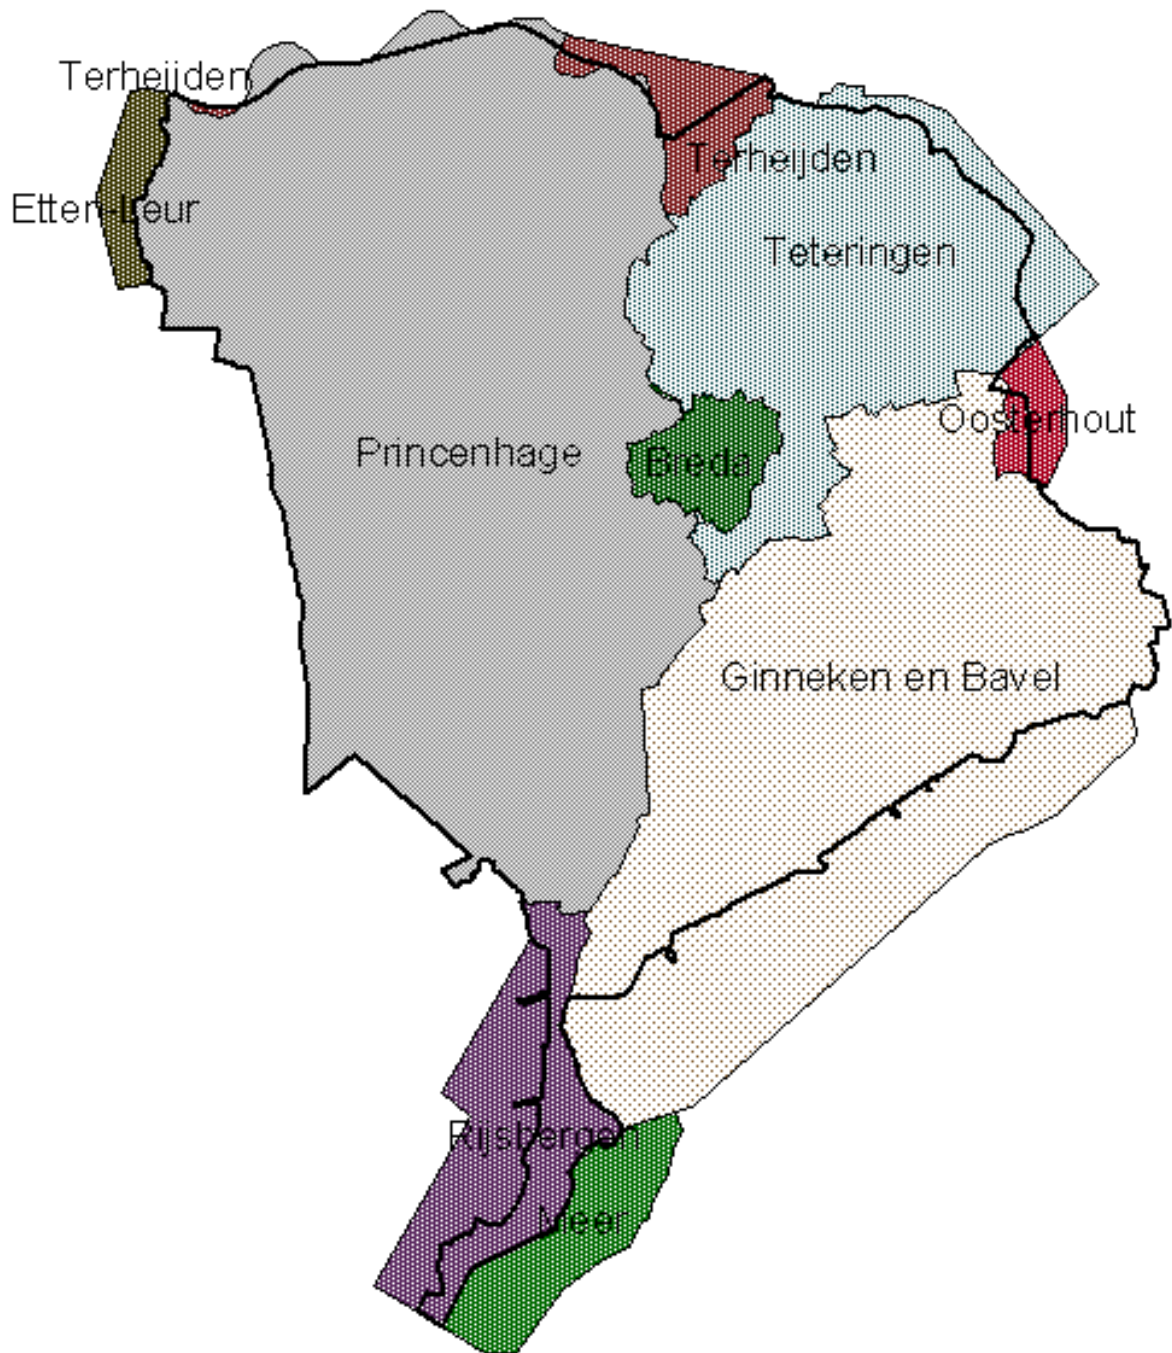 Terheijden
Terheijden
Etten-Leur
Teteringen
Oosterhout
Princenhage
Breda
Ginneken en Bavel
Rijsbergen
Meer